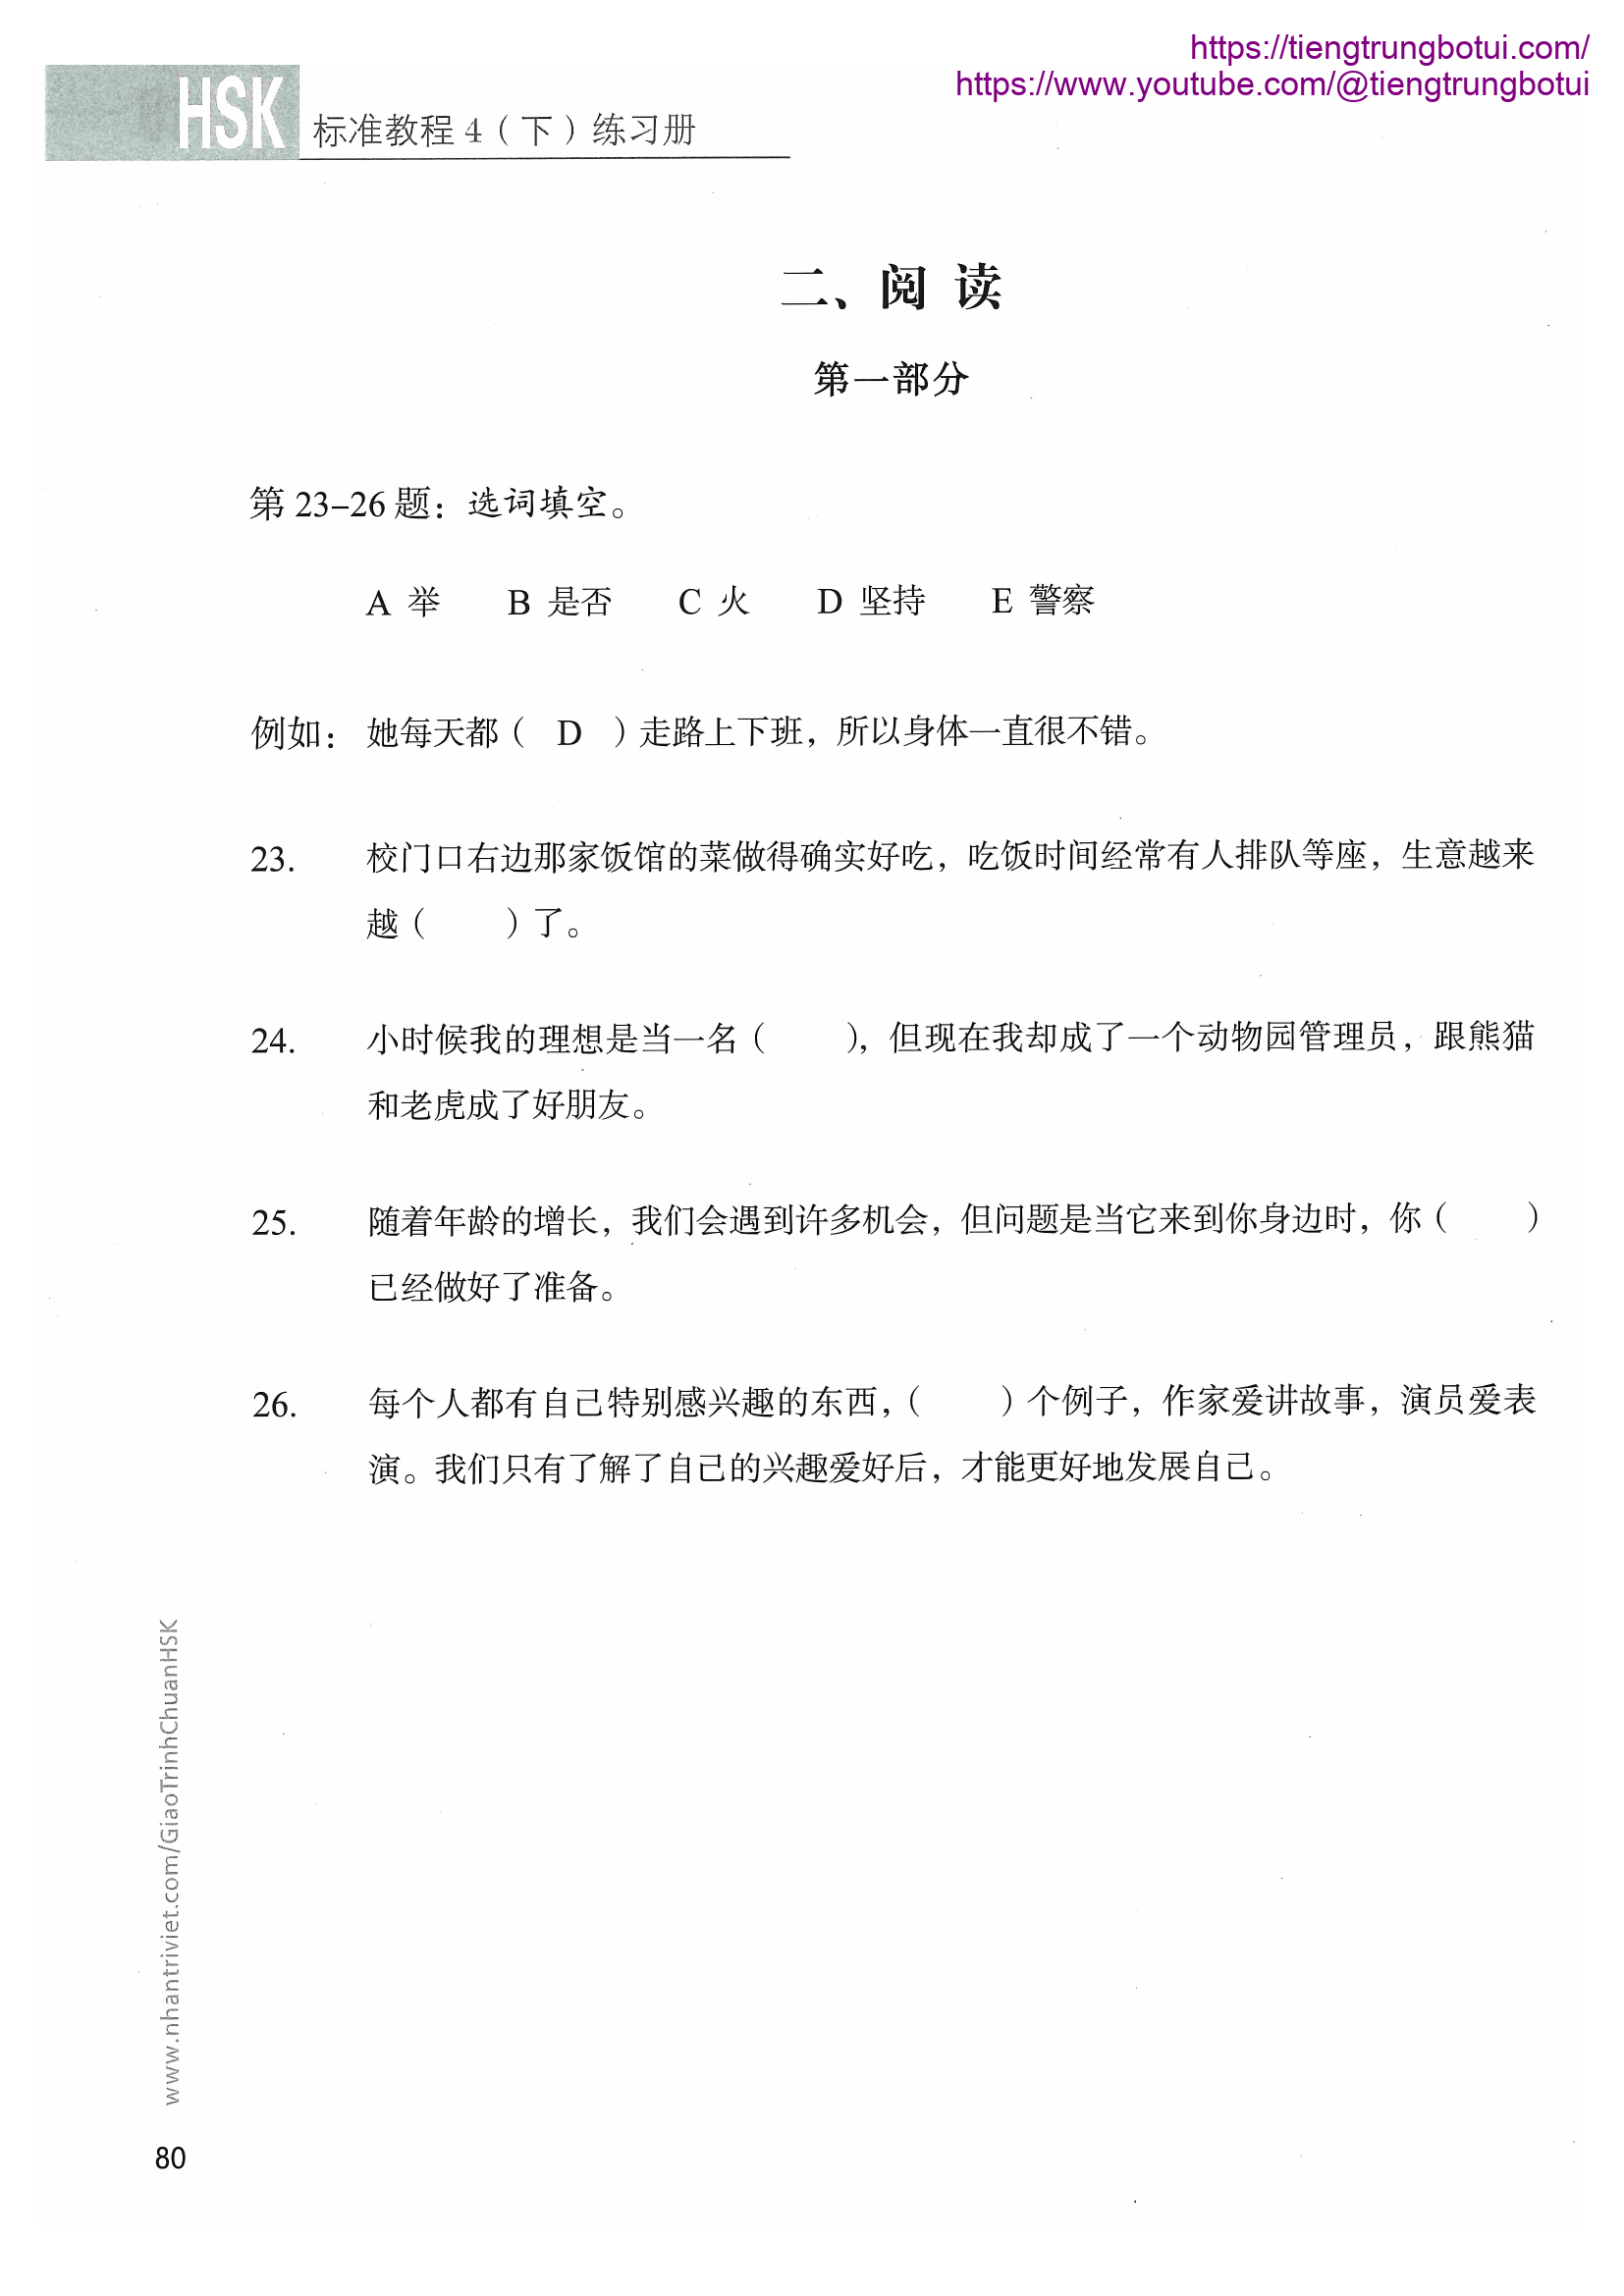 https://tiengtrungbotui.com/
https://www.youtube.com/@tiengtrungbotui
HSK 标准教程 4（下）练习册
二、阅 读
第一部分
第 23–26 题：选词填空。
A 举 B 是否 C 火 D 坚持 E 警察
例如： 她每天都（ D ）走路上下班，所以身体一直很不错。
23. 校门口右边那家饭馆的菜做得确实好吃，吃饭时间经常有人排队等座，生意越来
越（ ）了。
24. 小时候我的理想是当一名（ ），但现在我却成了一个动物园管理员，跟熊猫
和老虎成了好朋友。
25. 随着年龄的增长，我们会遇到许多机会，但问题是当它来到你身边时，你（ ）
已经做好了准备。
26. 每个人都有自己特别感兴趣的东西，（ ）个例子，作家爱讲故事，演员爱表
演。我们只有了解了自己的兴趣爱好后，才能更好地发展自己。
www.nhantriviet.com/GiaoTrinhChuanHSK
80